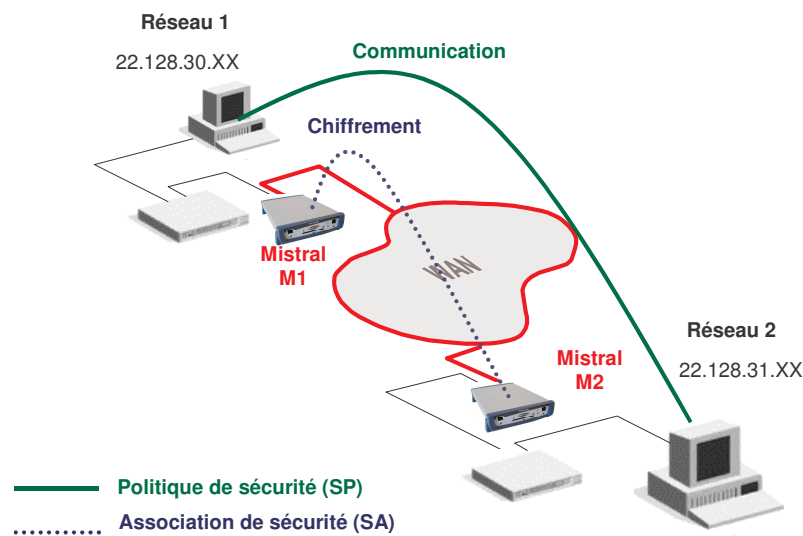 Réseau 1
22.128.30.XX
Communication
Chiffrement
Mistral
M1
WAN
Réseau 2
22.128.31.XX
Mistral
M2
Politique de sécurité (SP)
Association de sécurité (SA)